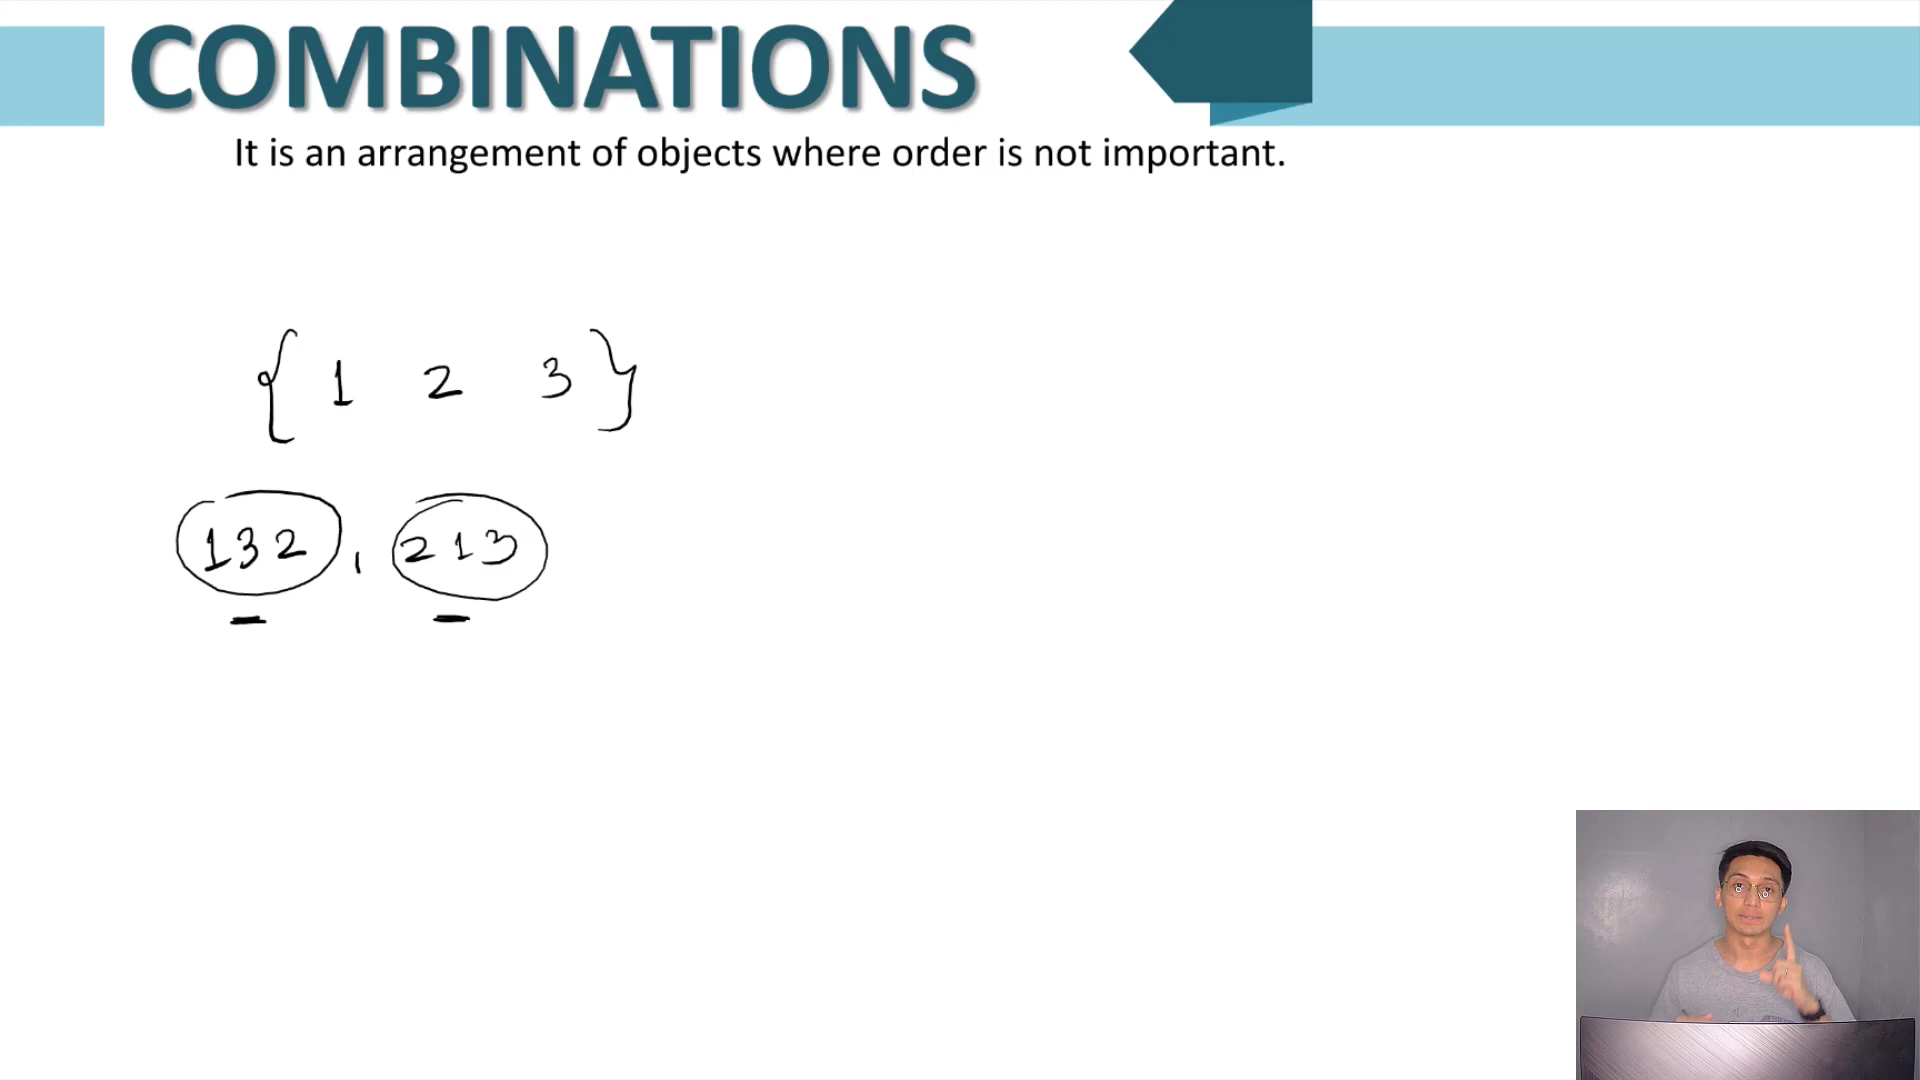 COMBINATIONS
It is an arrangement of objects where order is not important.
{ 1 2 3 }
132 , 213